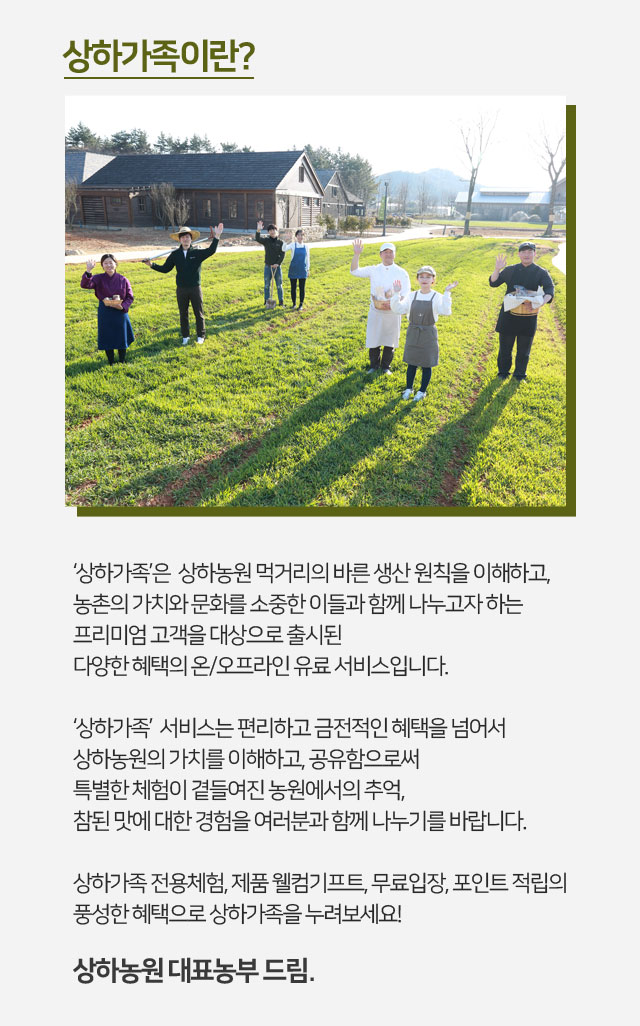 상하가족이란?
‘상하가족’은 상하농원 먹거리의 바른 생산 원칙을 이해하고,
농촌의 가치와 문화를 소중한 이들과 함께 나누고자 하는
프리미엄 고객을 대상으로 출시된
다양한 혜택의 온/오프라인 유료 서비스입니다.
‘상하가족’ 서비스는 편리하고 금전적인 혜택을 넘어서
상하농원의 가치를 이해하고, 공유함으로써
특별한 체험이 곁들여진 농원에서의 추억,
참된 맛에 대한 경험을 여러분과 함께 나누기를 바랍니다.
상하가족 전용체험, 제품 웰컴기프트, 무료입장, 포인트 적립의
풍성한 혜택으로 상하가족을 누려보세요!
상하농원 대표농부 드림.